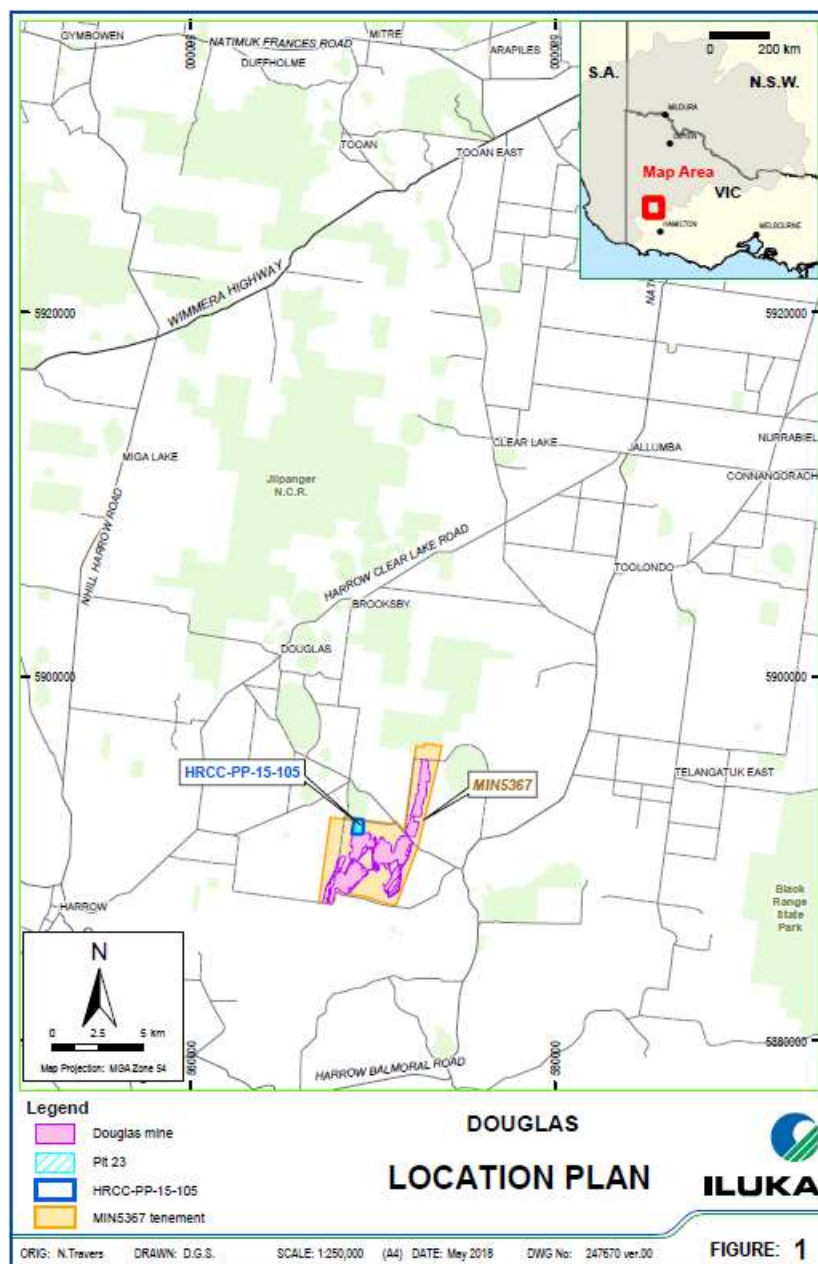 GYMBOWEN
NATIMUK FRANCES ROAD
MITRE
DUFFHOLME
ARAPILES
560000
580000
TOOAN
TOOAN EAST
0 200 km
S.A.
N.S.W.
MILDURA
Map Area
VIC
HAMILTON
MELBOURNE
WIMMERA HIGHWAY
NAT
5920000
5920000
CLEAR LAKE
JALLUMBA
NURRABIEL
CONNANGORACH
MIGA LAKE
Jilpanger
N.C.R.
NHILL HARROW ROAD
HARROW CLEAR LAKE ROAD
TOOLONDO
BROOKSBY
DOUGLAS
5900000
5900000
HRCC-PP-15-105
MIN5367
TELANGATUK EAST
HARROW
Black
Range
State
Park
N
0 2.5 5 km
Map Projection: MGA Zone 54
560000
580000
5880000
HARROW BALMORAL ROAD
Legend
Douglas mine
Pit 23
HRCC-PP-15-105
MIN5367 tenement
DOUGLAS
LOCATION PLAN
ILUKA
ORIG: N.Travers DRAWN: D.G.S. SCALE: 1:250,000 (A4) DATE: May 2018 DWG No: 247670 ver.00 FIGURE: 1